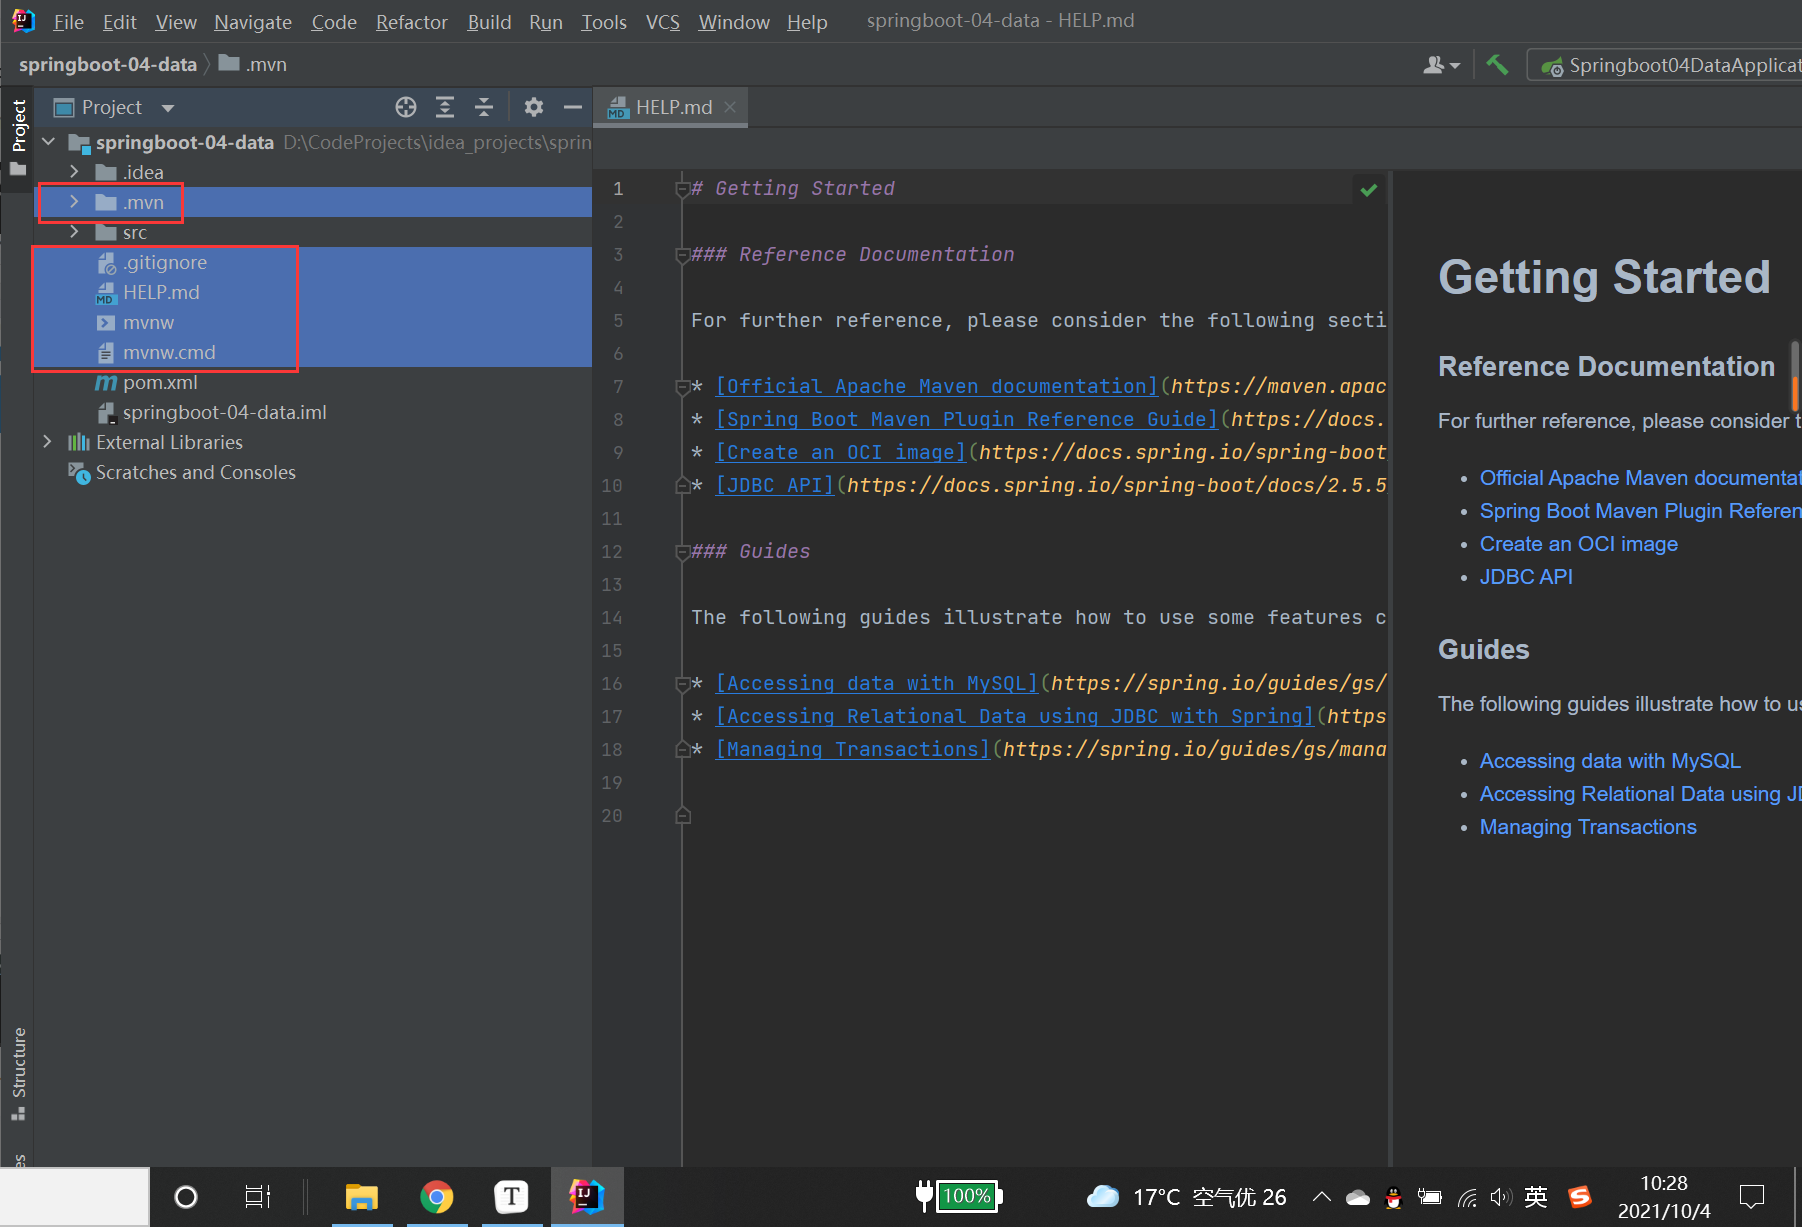 File Edit View Navigate Code Refactor Build Run Tools VCS Window Help springboot-04-data - HELP.md
springboot-04-data .mvn
Springboot04DataApplicat
Project
Project
HELP.md
springboot-04-data D:\CodeProjects\idea_projects\sprin
.idea
.mvn
src
.gitignore
HELP.md
mvnw
mvnw.cmd
pom.xml
springboot-04-data.iml
External Libraries
Scratches and Consoles
Structure
1 # Getting Started
2
3 ### Reference Documentation
4
5 For further reference, please consider the following secti
6
7 * [Official Apache Maven documentation](https://maven.apac
8 * [Spring Boot Maven Plugin Reference Guide](https://docs.
9 * [Create an OCI image](https://docs.spring.io/spring-boot
10 * [JDBC API](https://docs.spring.io/spring-boot/docs/2.5.5
11
12 ### Guides
13
14 The following guides illustrate how to use some features c
15
16 * [Accessing data with MySQL](https://spring.io/guides/gs/
17 * [Accessing Relational Data using JDBC with Spring](https
18 * [Managing Transactions](https://spring.io/guides/gs/mana
19
20
Getting Started
Reference Documentation
For further reference, please consider t
• Official Apache Maven documentat
• Spring Boot Maven Plugin Referen
• Create an OCI image
• JDBC API
Guides
The following guides illustrate how to us
• Accessing data with MySQL
• Accessing Relational Data using JD
• Managing Transactions
100%
17°C 空气优 26
英
10:28
2021/10/4